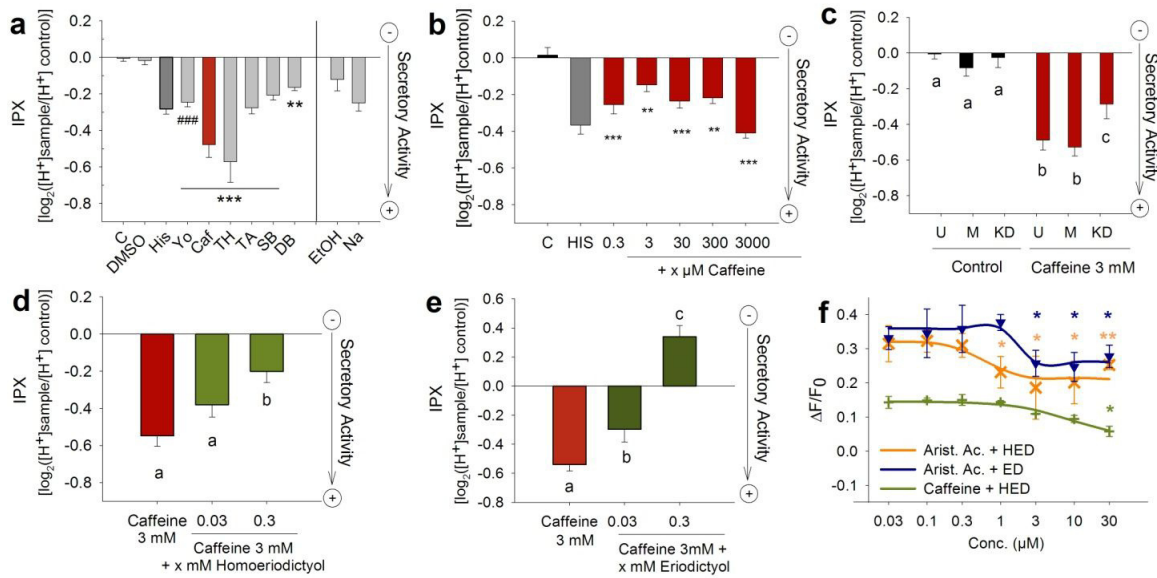 a
IPX
[log2([H+]sample/[H+] control)]
0.2
0.0
-0.2
-0.4
-0.6
-0.8
###
***
**
C
DMSO
His
Yo
Caf
TH
TA
SB
DB
EtOH
Na
-
Secretory Activity
+
b
IPX
[log2([H+]sample/[H+] control)]
0.2
0.0
-0.2
-0.4
-0.6
-0.8
***
**
***
**
***
C HIS 0.3 3 30 300 3000
+ x µM Caffeine
-
Secretory Activity
+
c
IPX
[log2([H+]sample/[H+] control)]
0.2
0.0
-0.2
-0.4
-0.6
-0.8
a a a
b b c
U M KD U M KD
Control Caffeine 3 mM
-
Secretory Activity
+
d
IPX
[log2([H+]sample/[H+] control)]
0.2
0.0
-0.2
-0.4
-0.6
-0.8
a a b
Caffeine 0.03 0.3
3 mM Caffeine 3 mM
+ x mM Homoeriodictyol
-
Secretory Activity
+
e
IPX
[log2([H+]sample/[H+] control)]
0.6
0.4
0.2
0.0
-0.2
-0.4
-0.6
-0.8
a b c
Caffeine 0.03 0.3
3 mM Caffeine 3mM +
x mM Eriodictyol
-
Secretory Activity
+
f
ΔF/F0
0.3
0.2
0.1
0.0
-0.1
* * *
* * * **
*
Arist. Ac. + HED
Arist. Ac. + ED
Caffeine + HED
0.03 0.1 0.3 1 3 10 30
Conc. (µM)